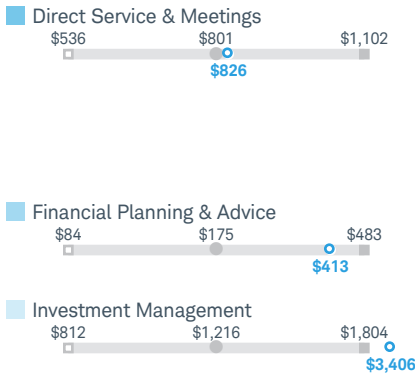 Direct Service & Meetings
$536 $801 $1,102
$826
Financial Planning & Advice
$84 $175 $483
$413
Investment Management
$812 $1,216 $1,804
$3,406